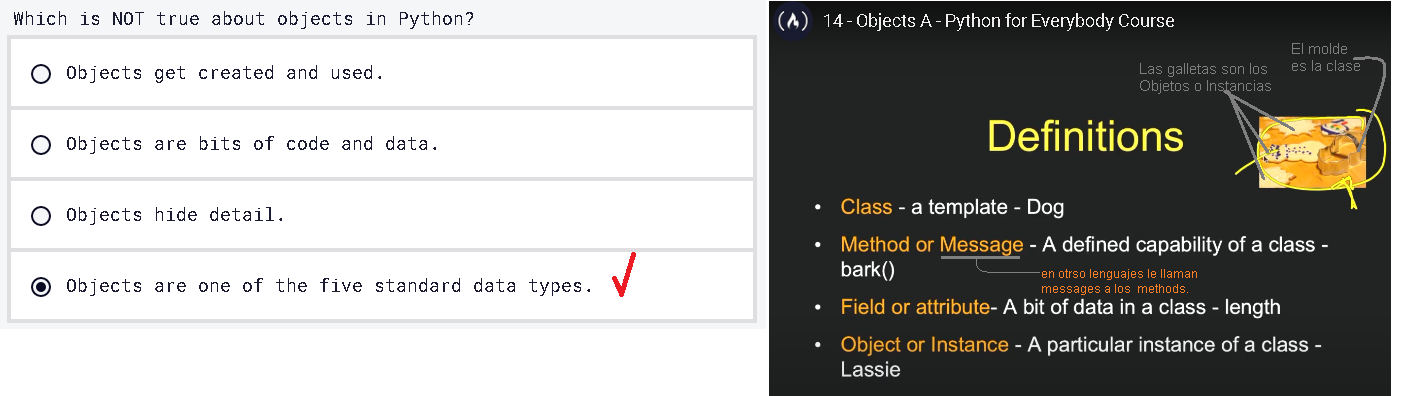 Which is NOT true about objects in Python?
Objects get created and used.
Objects are bits of code and data.
Objects hide detail.
Objects are one of the five standard data types.
14 - Objects A - Python for Everybody Course
El molde
es la clase
Las galletas son los
Objetos o Instancias
Definitions
• Class - a template - Dog
• Method or Message - A defined capability of a class -
bark()
en otrso lenguajes le llaman
messages a los methods.
• Field or attribute- A bit of data in a class - length
• Object or Instance - A particular instance of a class -
Lassie